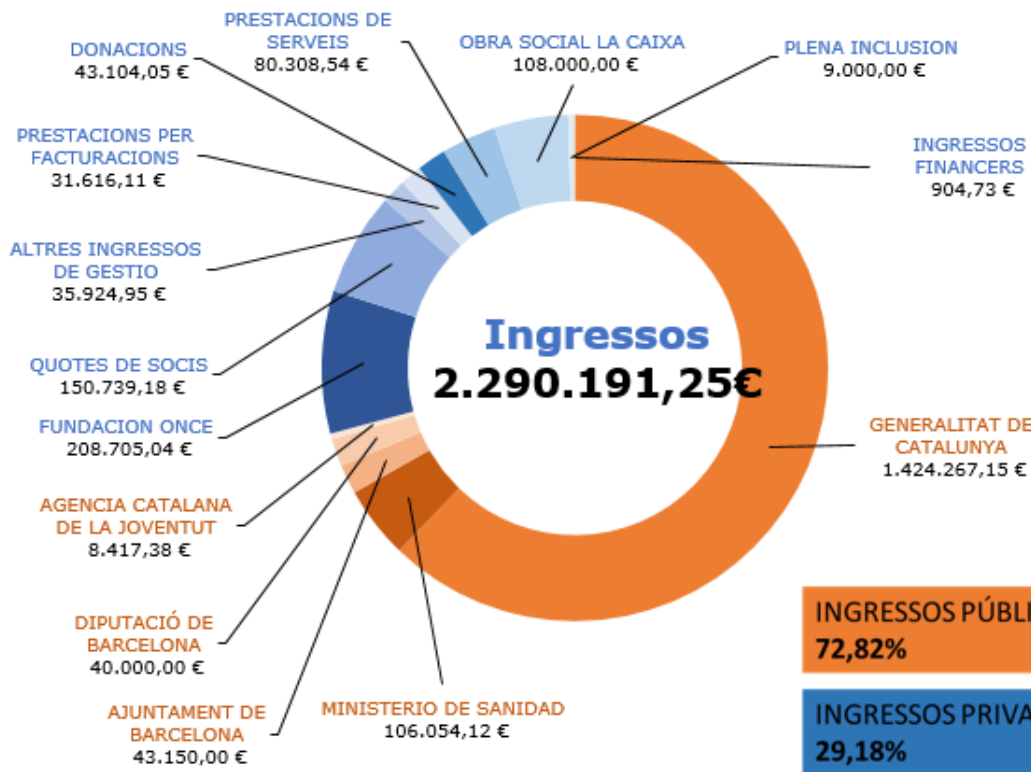 PRESTACIONS DE
SERVEIS
80.308,54 €
DONACIONS
43.104,05 €
OBRA SOCIAL LA CAIXA
108.000,00 €
PLENA INCLUSION
9.000,00 €
PRESTACIONS PER
FACTURACIONS
31.616,11 €
INGRESSOS
FINANCERS
904,73 €
ALTRES INGRESSOS
DE GESTIO
35.924,95 €
Ingressos
2.290.191,25€
QUOTES DE SOCIS
150.739,18 €
FUNDACION ONCE
208.705,04 €
GENERALITAT DE
CATALUNYA
1.424.267,15 €
AGENCIA CATALANA
DE LA JOVENTUT
8.417,38 €
DIPUTACIÓ DE
BARCELONA
40.000,00 €
AJUNTAMENT DE
BARCELONA
43.150,00 €
MINISTERIO DE SANIDAD
106.054,12 €
INGRESSOS PÚBLI
72,82%
INGRESSOS PRIVA
29,18%